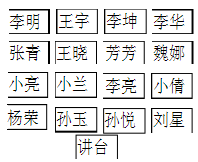 李明 王宇 李坤 李华
张青 王晓 芳芳 魏娜
小亮 小兰 李亮 小倩
杨荣 孙玉 孙悦 刘星
讲台